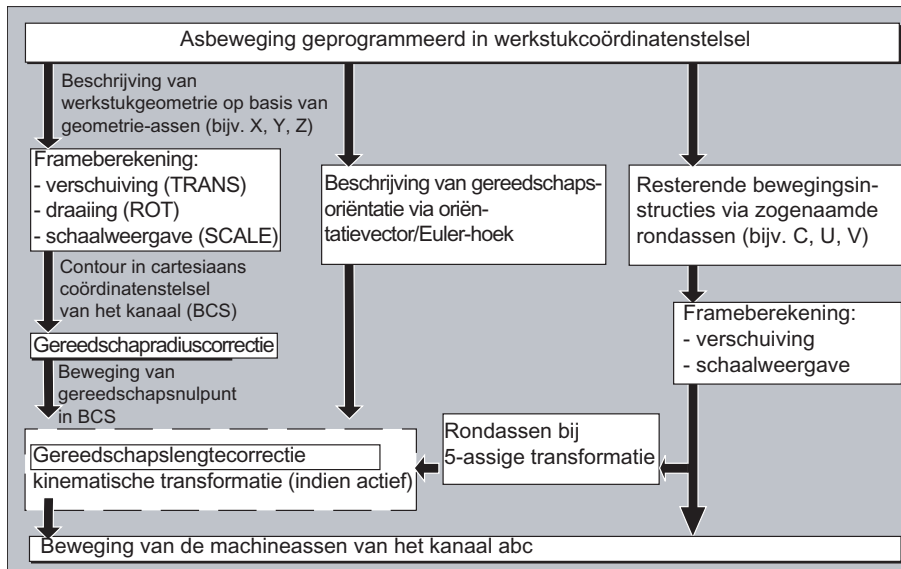 Asbeweging geprogrammeerd in werkstukcoördinatenstelsel
Beschrijving van
werkstukgeometrie op basis van
geometrie-assen (bijv. X, Y, Z)
Frameberekening:
- verschuiving (TRANS)
- draaiing (ROT)
- schaalweergave (SCALE)
Beschrijving van gereedschaps-
oriëntatie via oriën-
tatievector/Euler-hoek
Resterende bewegingsin-
structies via zogenaamde
rondassen (bijv. C, U, V)
Contour in cartesiaans
coördinatenstelsel
van het kanaal (BCS)
Frameberekening:
- verschuiving
- schaalweergave
Gereedschapradiuscorrectie
Beweging van
gereedschapsnulpunt
in BCS
Rondassen bij
5-assige transformatie
Gereedschapslengtecorrectie
kinematische transformatie (indien actief)
Beweging van de machineassen van het kanaal abc